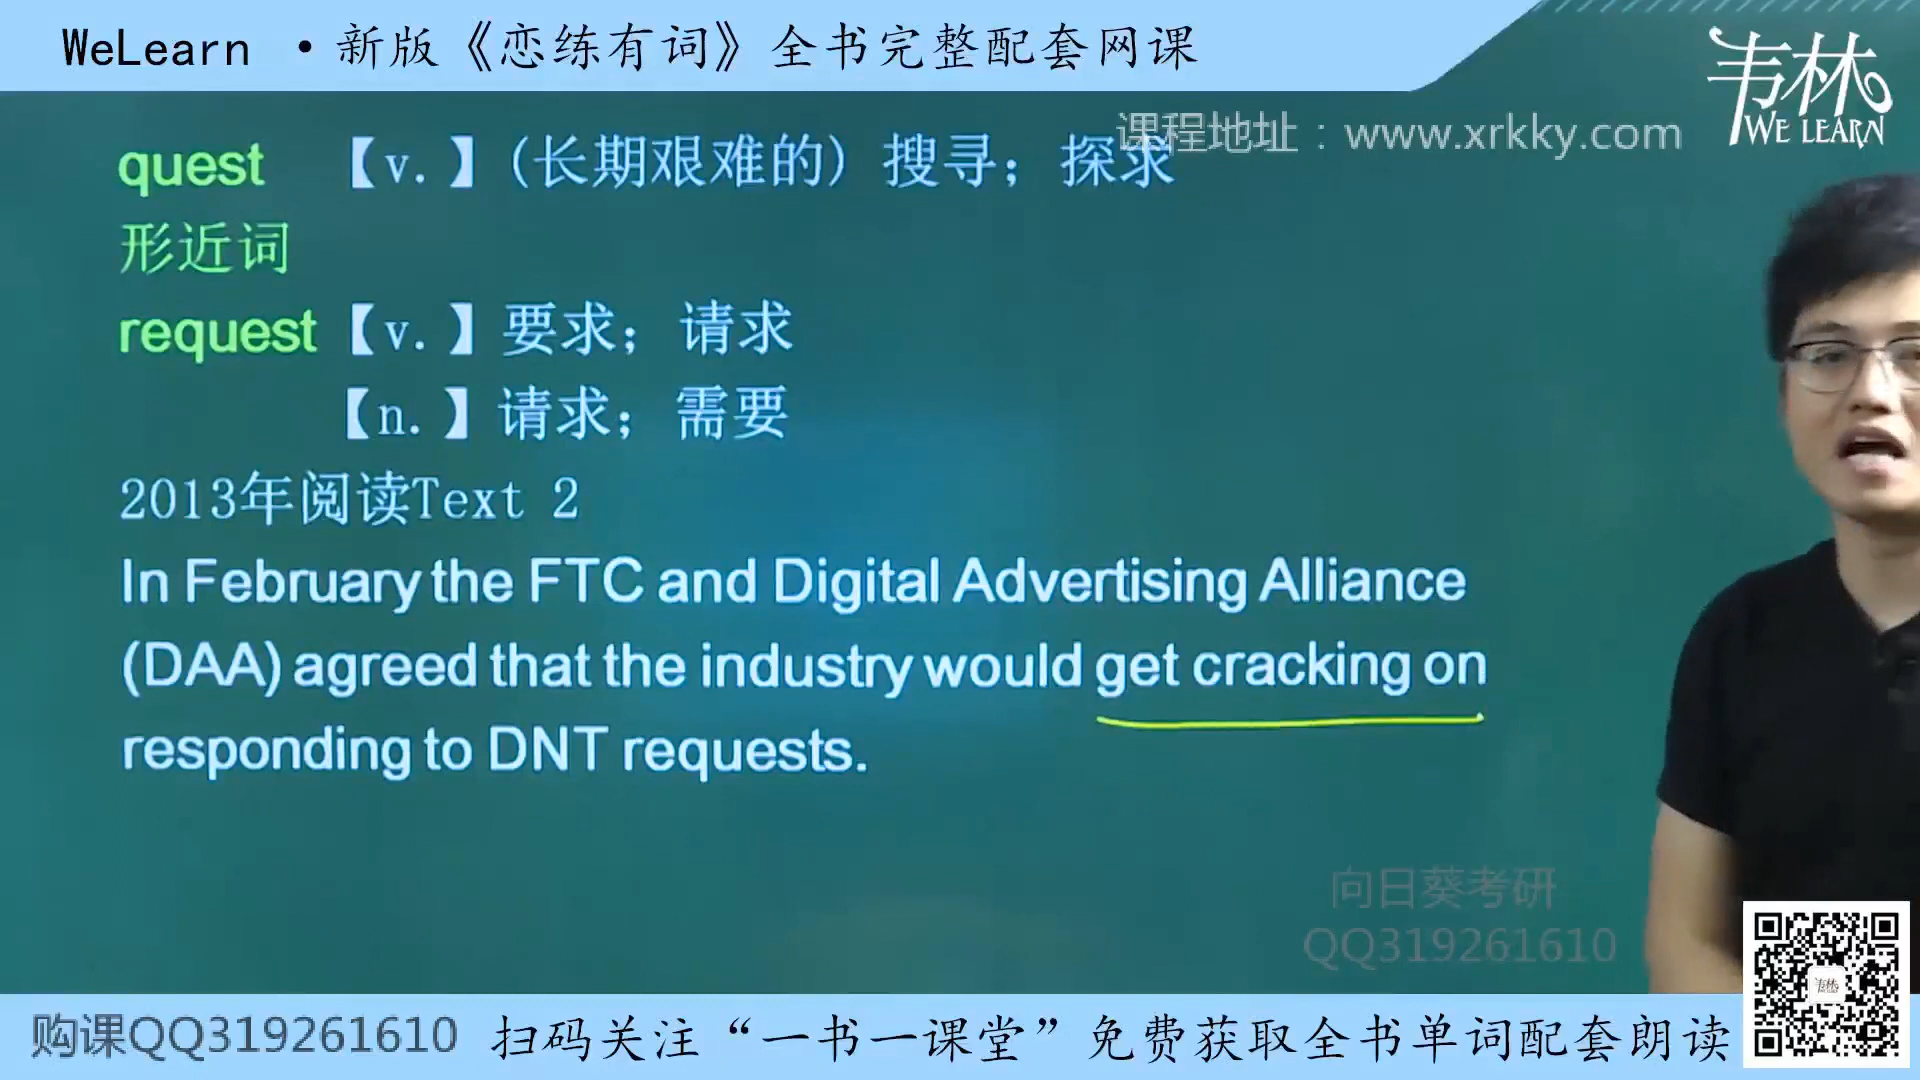 WeLearn ·新版《恋练有词》全书完整配套网课
韦林
WE LEARN
课程地址：www.xrkky.com
quest 【v.】(长期艰难的) 搜寻；探求
形近词
request【v.】要求；请求
【n.】请求；需要
2013年阅读Text 2
In February the FTC and Digital Advertising Alliance
(DAA) agreed that the industry would get cracking on
responding to DNT requests.
向日葵考研
QQ319261610
购课QQ319261610 扫码关注“一书一课堂”免费获取全书单词配套朗读